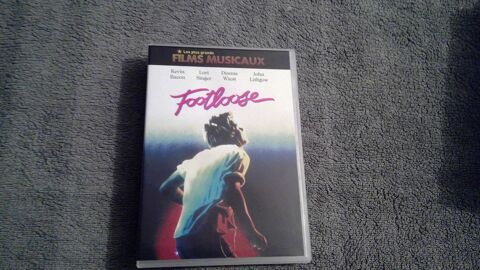 Les plus grands
FILMS MUSICAUX
Kevin Lori Dianne John
Bacon Singer Wiest Lithgow
Footloose